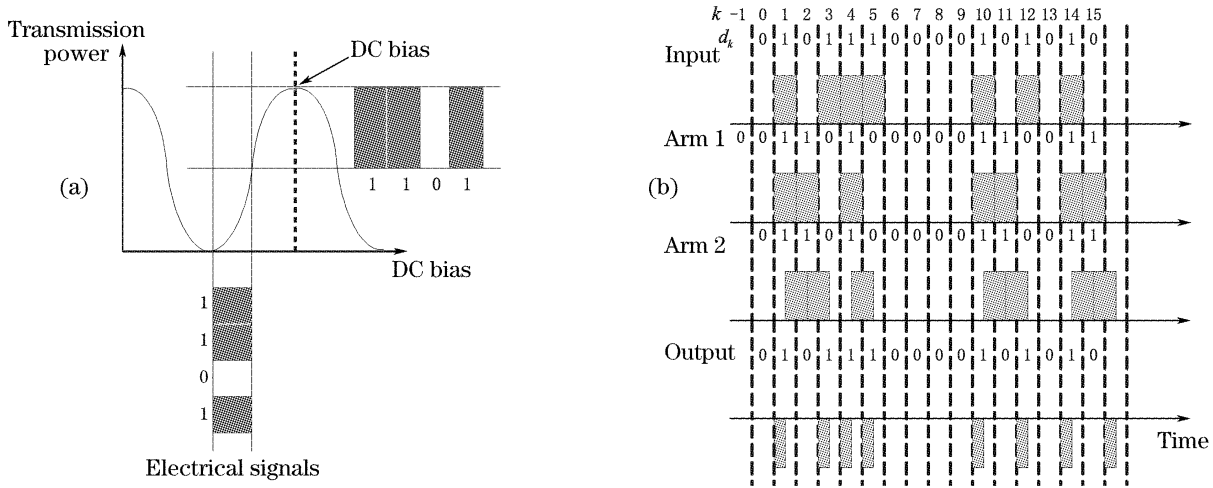 Transmission
power
DC bias
(a)
1 1 0 1
DC bias
1
1
0
1
Electrical signals
k -1 0 1 2 3 4 5 6 7 8 9 10 11 12 13 14 15
d_k 0 1 0 1 1 1 0 0 0 0 1 0 1 0 1 0
Input
Arm 1 0 0 1 1 0 1 0 0 0 0 0 1 1 0 0 1 1
(b)
Arm 2 0 1 1 0 1 0 0 0 0 0 1 1 0 0 1 1
Output 0 1 0 1 1 1 0 0 0 0 1 0 1 0 1 0
Time